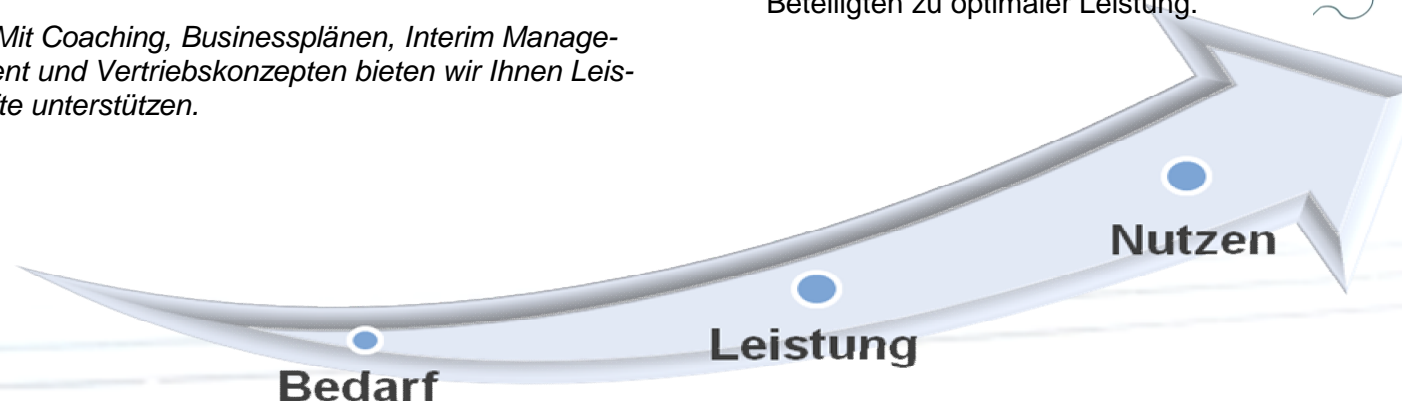 Mit Coaching, Businessplänen, Interim Manage-
ent und Vertriebskonzepten bieten wir Ihnen Leis-
te unterstützen.
Beteiligten zu optimaler Leistung.
Nutzen
Leistung
Bedarf